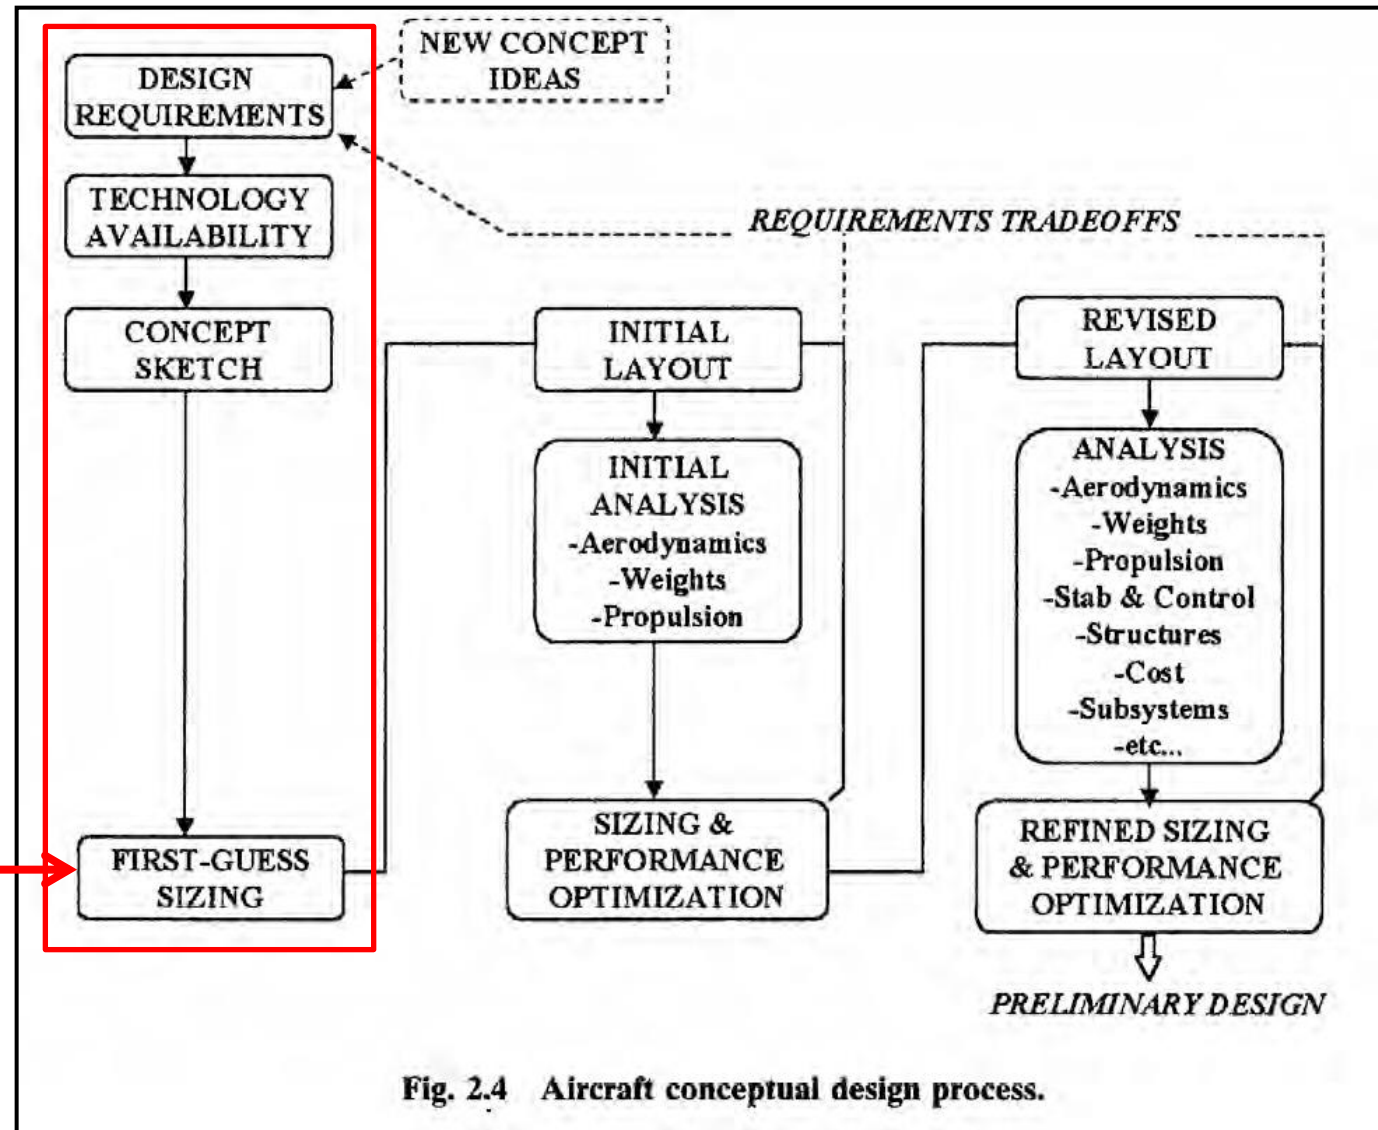 NEW CONCEPT
IDEAS
DESIGN
REQUIREMENTS
TECHNOLOGY
AVAILABILITY
REQUIREMENTS TRADEOFFS
CONCEPT
SKETCH
FIRST-GUESS
SIZING
INITIAL
LAYOUT
INITIAL
ANALYSIS
-Aerodynamics
-Weights
-Propulsion
SIZING &
PERFORMANCE
OPTIMIZATION
REVISED
LAYOUT
ANALYSIS
-Aerodynamics
-Weights
-Propulsion
-Stab & Control
-Structures
-Cost
-Subsystems
-etc...
REFINED SIZING
& PERFORMANCE
OPTIMIZATION
PRELIMINARY DESIGN
Fig. 2.4 Aircraft conceptual design process.